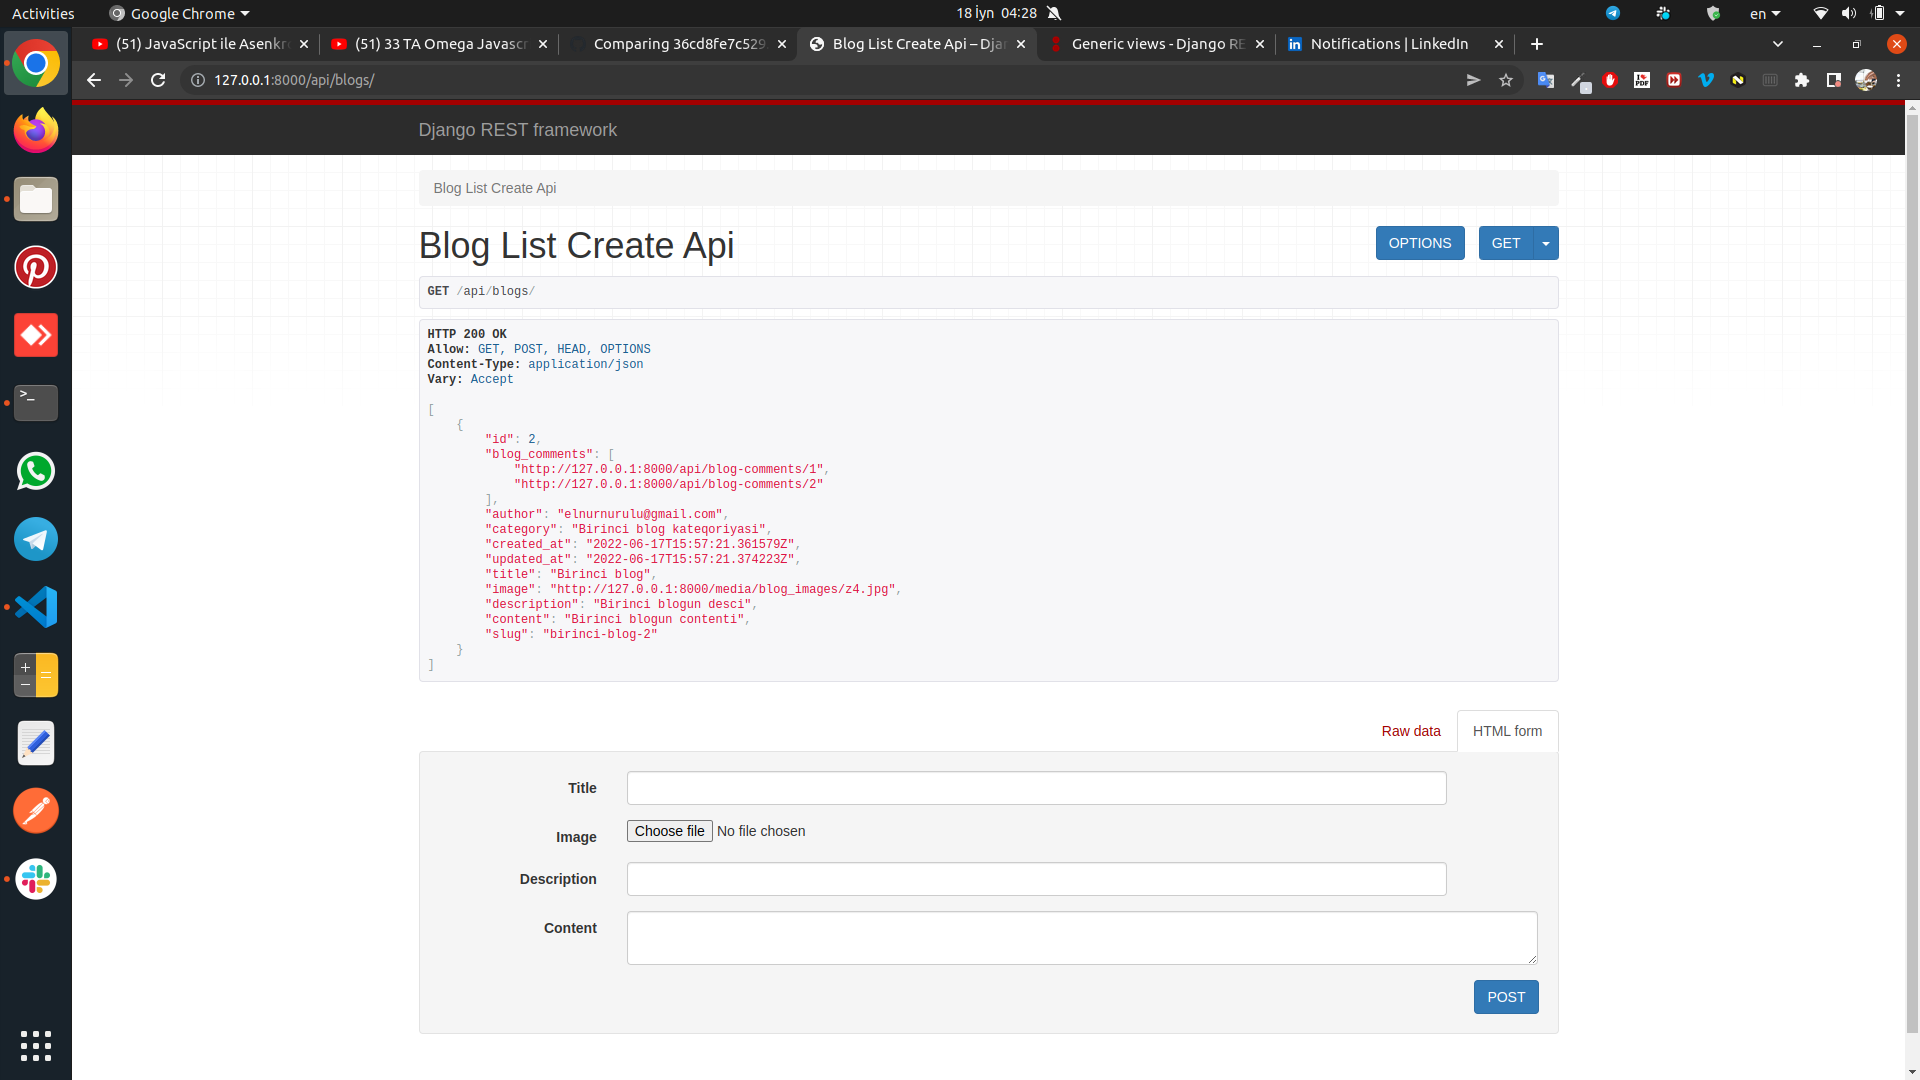 Activities
Google Chrome
18 İyn 04:28
en
(51) JavaScript ile Asenkr
(51) 33 TA Omega Javascr
Comparing 36cd8fe7c529
Blog List Create Api – Djan
Generic views - Django RE
Notifications | LinkedIn
127.0.0.1:8000/api/blogs/
Django REST framework
Blog List Create Api
Blog List Create Api
OPTIONS
GET
GET /api/blogs/
HTTP 200 OK
Allow: GET, POST, HEAD, OPTIONS
Content-Type: application/json
Vary: Accept
[
{
"id": 2,
"blog_comments": [
"http://127.0.0.1:8000/api/blog-comments/1",
"http://127.0.0.1:8000/api/blog-comments/2"
],
"author": "elnurnurulu@gmail.com",
"category": "Birinci blog kateqoriyasi",
"created_at": "2022-06-17T15:57:21.361579Z",
"updated_at": "2022-06-17T15:57:21.374223Z",
"title": "Birinci blog",
"image": "http://127.0.0.1:8000/media/blog_images/z4.jpg",
"description": "Birinci blogun desci",
"content": "Birinci blogun contenti",
"slug": "birinci-blog-2"
}
]
Raw data
HTML form
Title
Image
Choose file No file chosen
Description
Content
POST